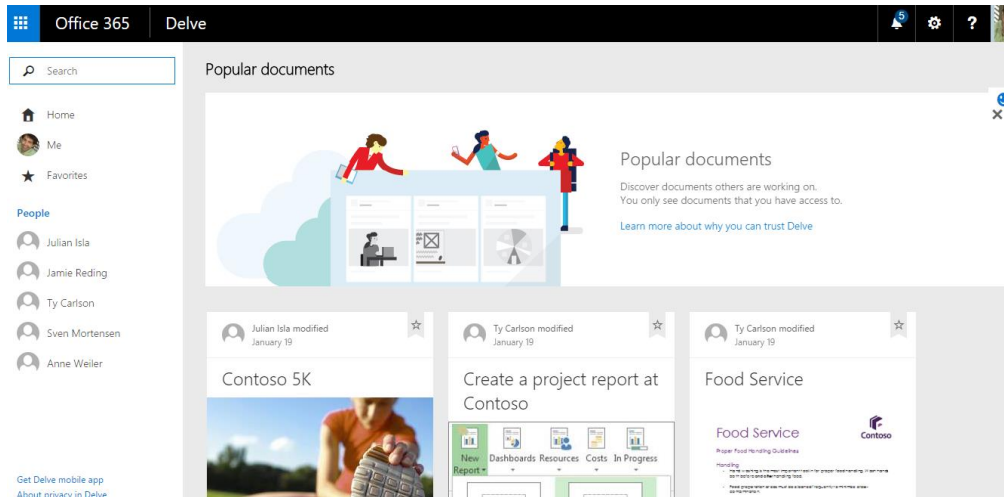 Office 365
Delve
5
?
Search
Home
Me
Favorites
People
Julian Isla
Jamie Reding
Ty Carlson
Sven Mortensen
Anne Weiler
Get Delve mobile app
About privacy in Delve
Popular documents
Popular documents
Discover documents others are working on.
You only see documents that you have access to.
Learn more about why you can trust Delve
Julian Isla modified
January 19
Contoso 5K
Ty Carlson modified
January 19
Create a project report at
Contoso
New
Report
Dashboards Resources Costs In Progress
Ty Carlson modified
January 19
Food Service
Contoso
Food Service
Proper Food Handling Guidelines
Handling